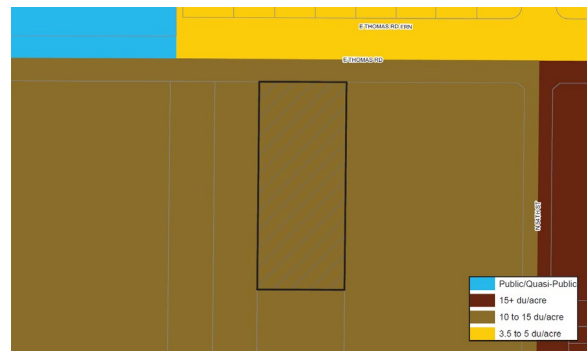 E THOMAS RD ERN
E THOMAS RD
Public/Quasi-Public
15+ du/acre
10 to 15 du/acre
3.5 to 5 du/acre